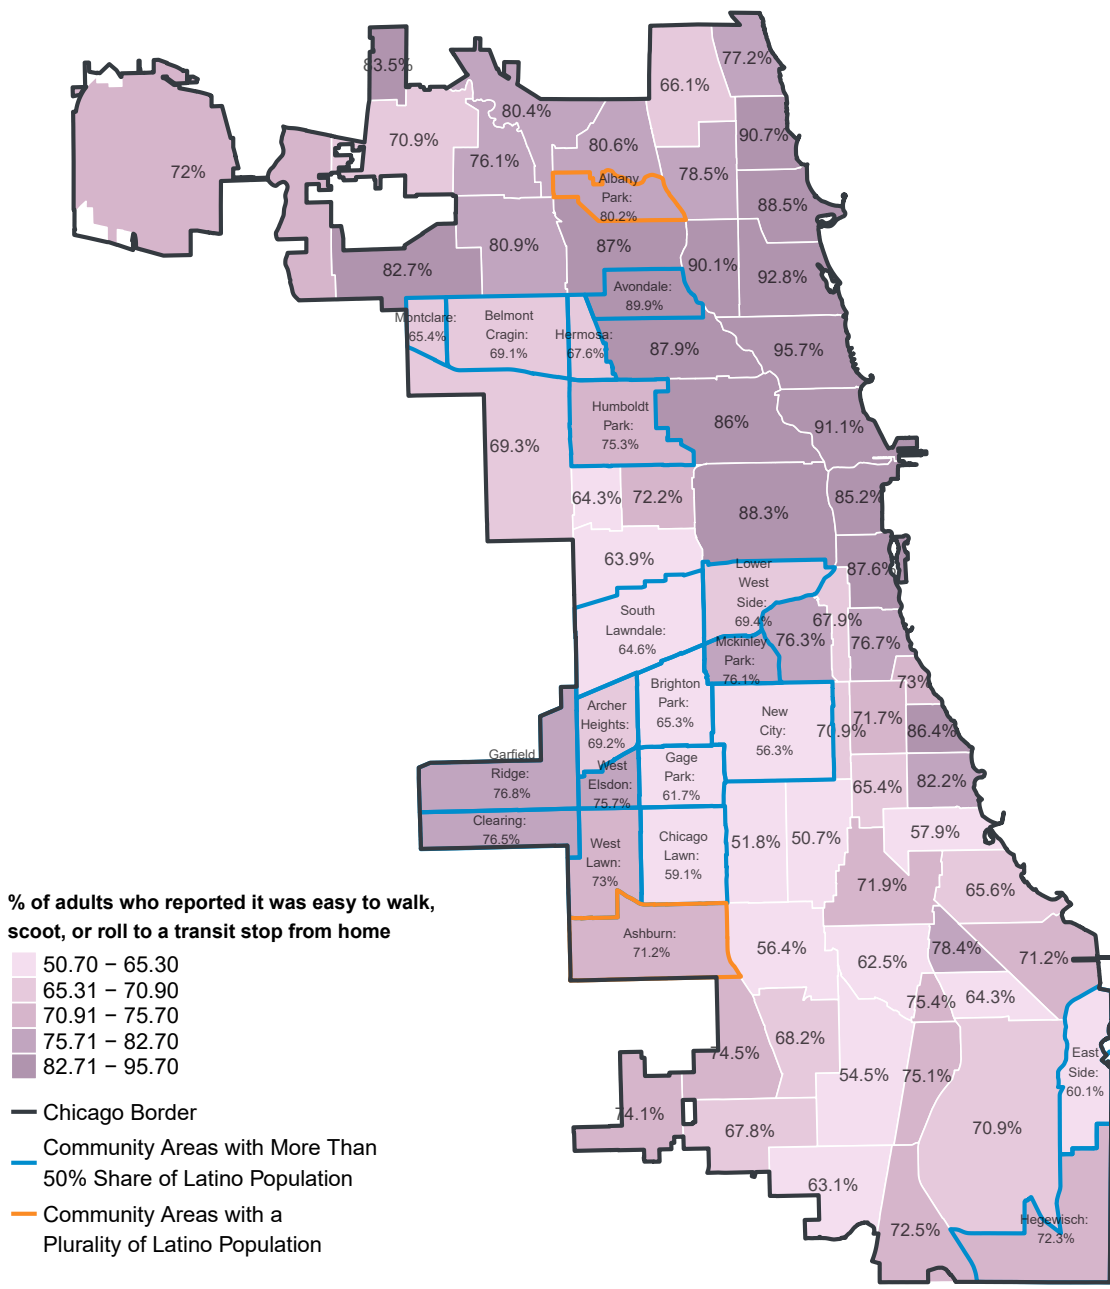 77.2%
83.5%
66.1%
80.4%
90.7%
70.9%
80.6%
76.1%
72%
78.5%
Albany
Park:
80.2%
88.5%
80.9%
87%
82.7%
90.1%
92.8%
Avondale:
89.9%
Montclare:
65.4%
Belmont
Cragin:
69.1%
Hermosa:
67.6%
87.9%
95.7%
Humboldt
Park:
75.3%
86%
91.1%
69.3%
64.3%
72.2%
85.2%
88.3%
63.9%
Lower
West
Side:
69.4%
87.6%
South
Lawndale:
64.6%
67.9%
76.3%
76.7%
Mckinley
Park:
76.1%
73%
Brighton
Park:
65.3%
Archer
Heights:
69.2%
New
City:
56.3%
71.7%
70.9%
86.4%
Garfield
Ridge:
76.8%
West
Elsdon:
75.7%
Gage
Park:
61.7%
65.4%
82.2%
Clearing:
76.5%
West
Lawn:
73%
Chicago
Lawn:
59.1%
51.8%
50.7%
57.9%
71.9%
65.6%
Ashburn:
71.2%
56.4%
62.5%
78.4%
71.2%
75.4%
64.3%
74.5%
68.2%
54.5%
75.1%
East
Side:
60.1%
74.1%
67.8%
70.9%
63.1%
72.5%
Hegewisch:
72.3%
% of adults who reported it was easy to walk,
scoot, or roll to a transit stop from home
50.70 − 65.30
65.31 − 70.90
70.91 − 75.70
75.71 − 82.70
82.71 − 95.70
Chicago Border
Community Areas with More Than
50% Share of Latino Population
Community Areas with a
Plurality of Latino Population